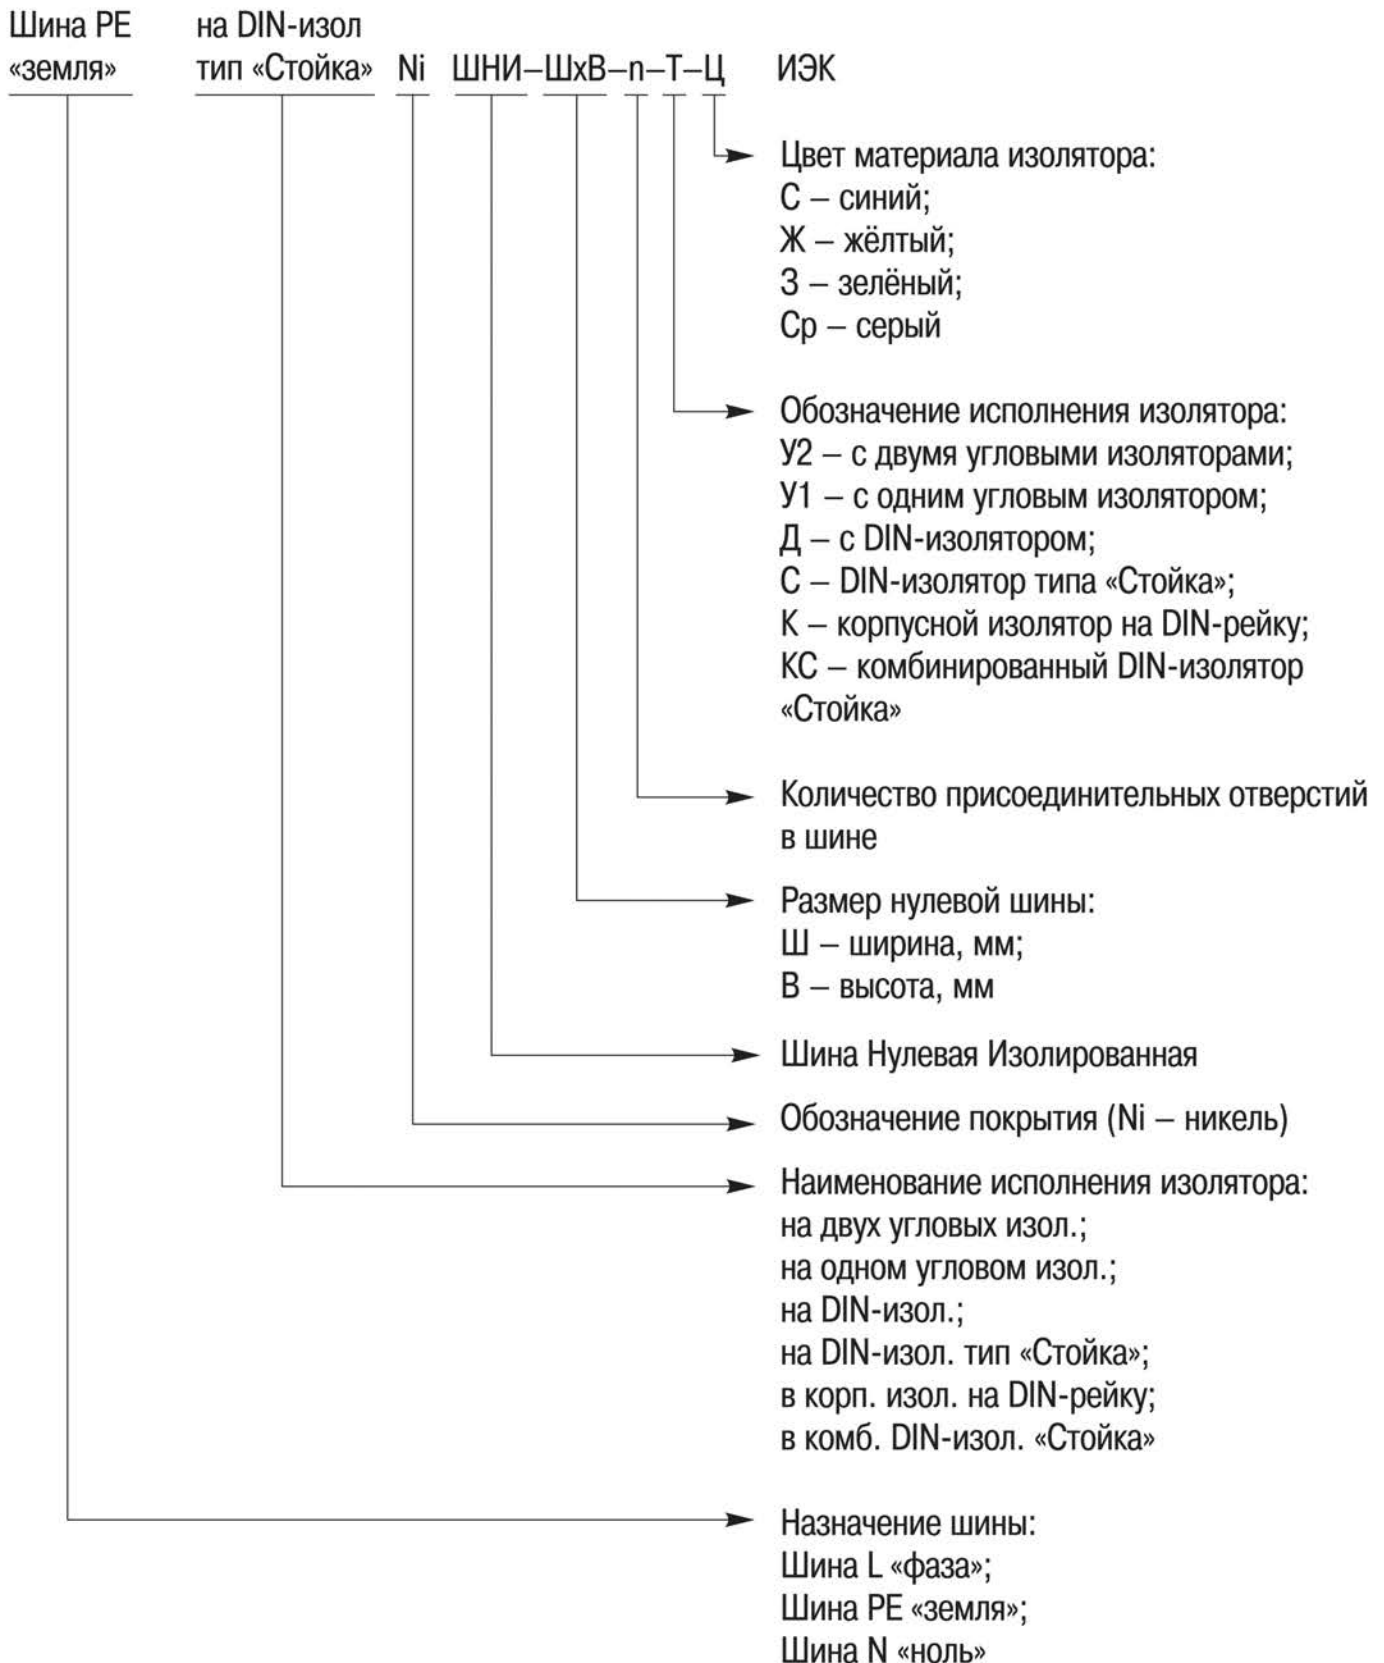 Шина PE на DIN-изол
«земля» тип «Стойка» Ni ШНИ–ШхВ–n–Т–Ц ИЭК
Цвет материала изолятора:
С – синий;
Ж – жёлтый;
З – зелёный;
Ср – серый
Обозначение исполнения изолятора:
У2 – с двумя угловыми изоляторами;
У1 – с одним угловым изолятором;
Д – с DIN-изолятором;
С – DIN-изолятор типа «Стойка»;
К – корпусной изолятор на DIN-рейку;
КС – комбинированный DIN-изолятор
«Стойка»
Количество присоединительных отверстий
в шине
Размер нулевой шины:
Ш – ширина, мм;
В – высота, мм
Шина Нулевая Изолированная
Обозначение покрытия (Ni – никель)
Наименование исполнения изолятора:
на двух угловых изол.;
на одном угловом изол.;
на DIN-изол.;
на DIN-изол. тип «Стойка»;
в корп. изол. на DIN-рейку;
в комб. DIN-изол. «Стойка»
Назначение шины:
Шина L «фаза»;
Шина PE «земля»;
Шина N «ноль»